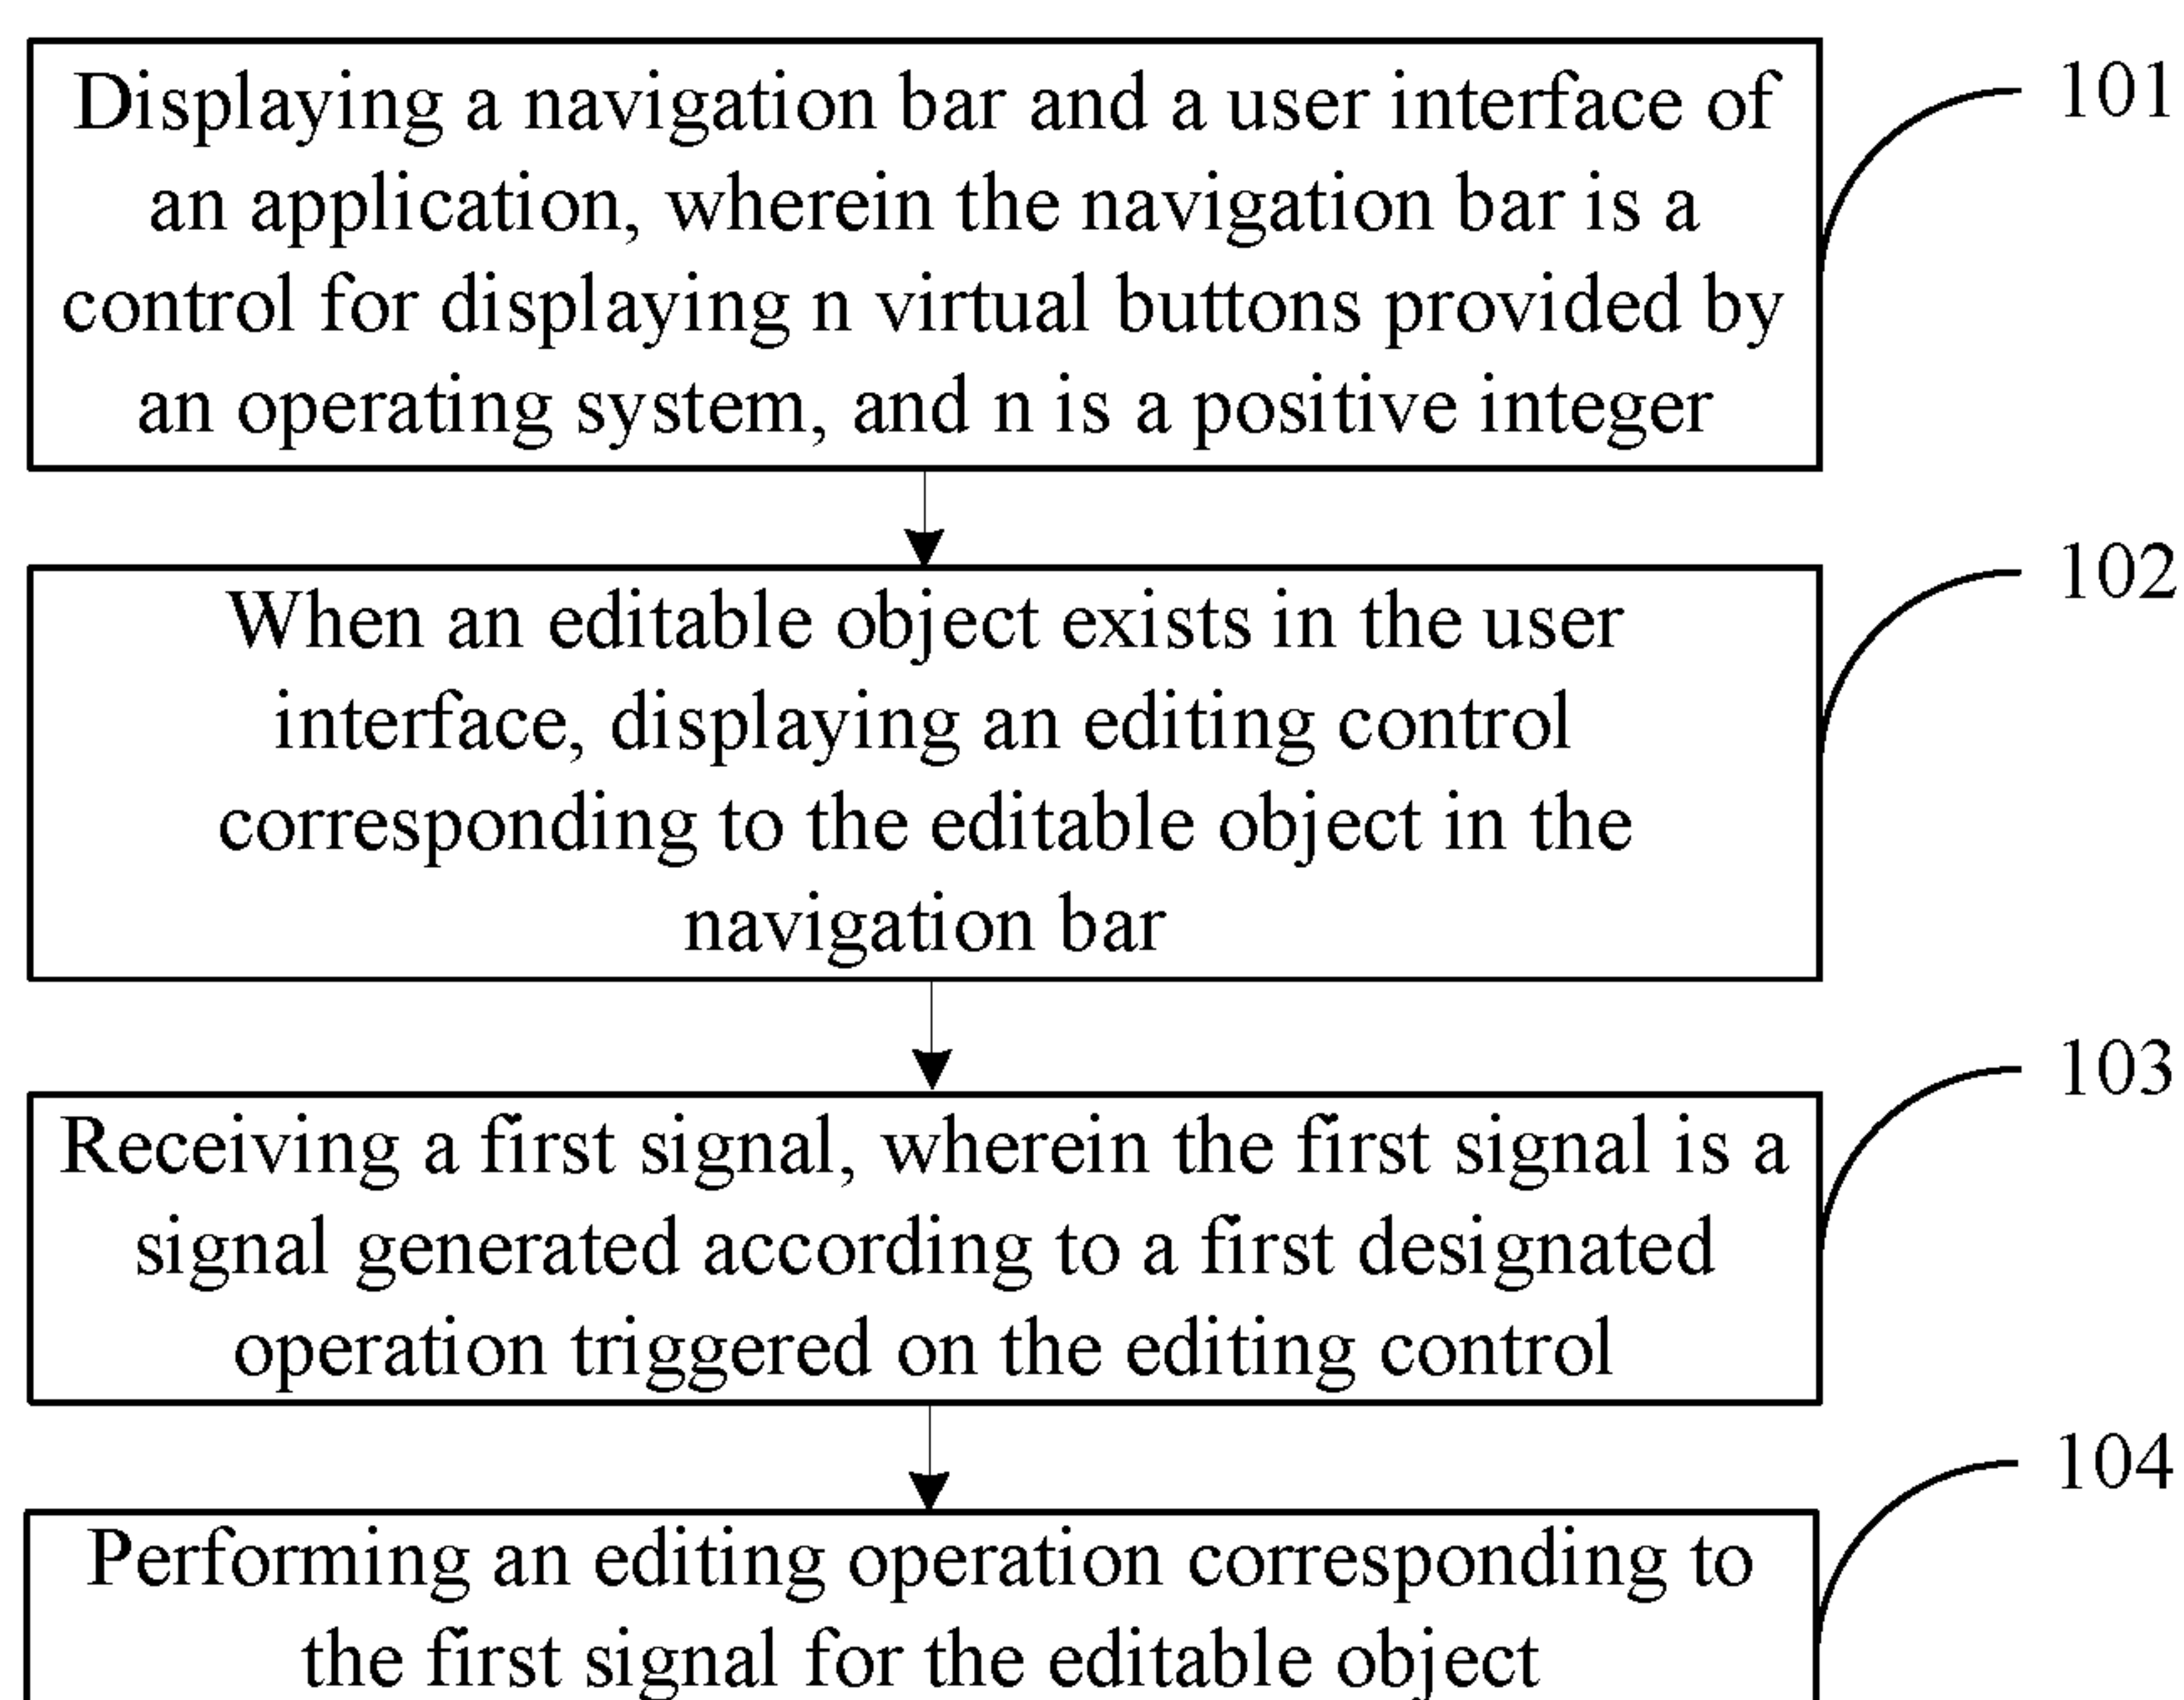 Displaying a navigation bar and a user interface of
an application, wherein the navigation bar is a
control for displaying n virtual buttons provided by
an operating system, and n is a positive integer
101
When an editable object exists in the user
interface, displaying an editing control
corresponding to the editable object in the
navigation bar
102
Receiving a first signal, wherein the first signal is a
signal generated according to a first designated
operation triggered on the editing control
103
Performing an editing operation corresponding to
the first signal for the editable object
104